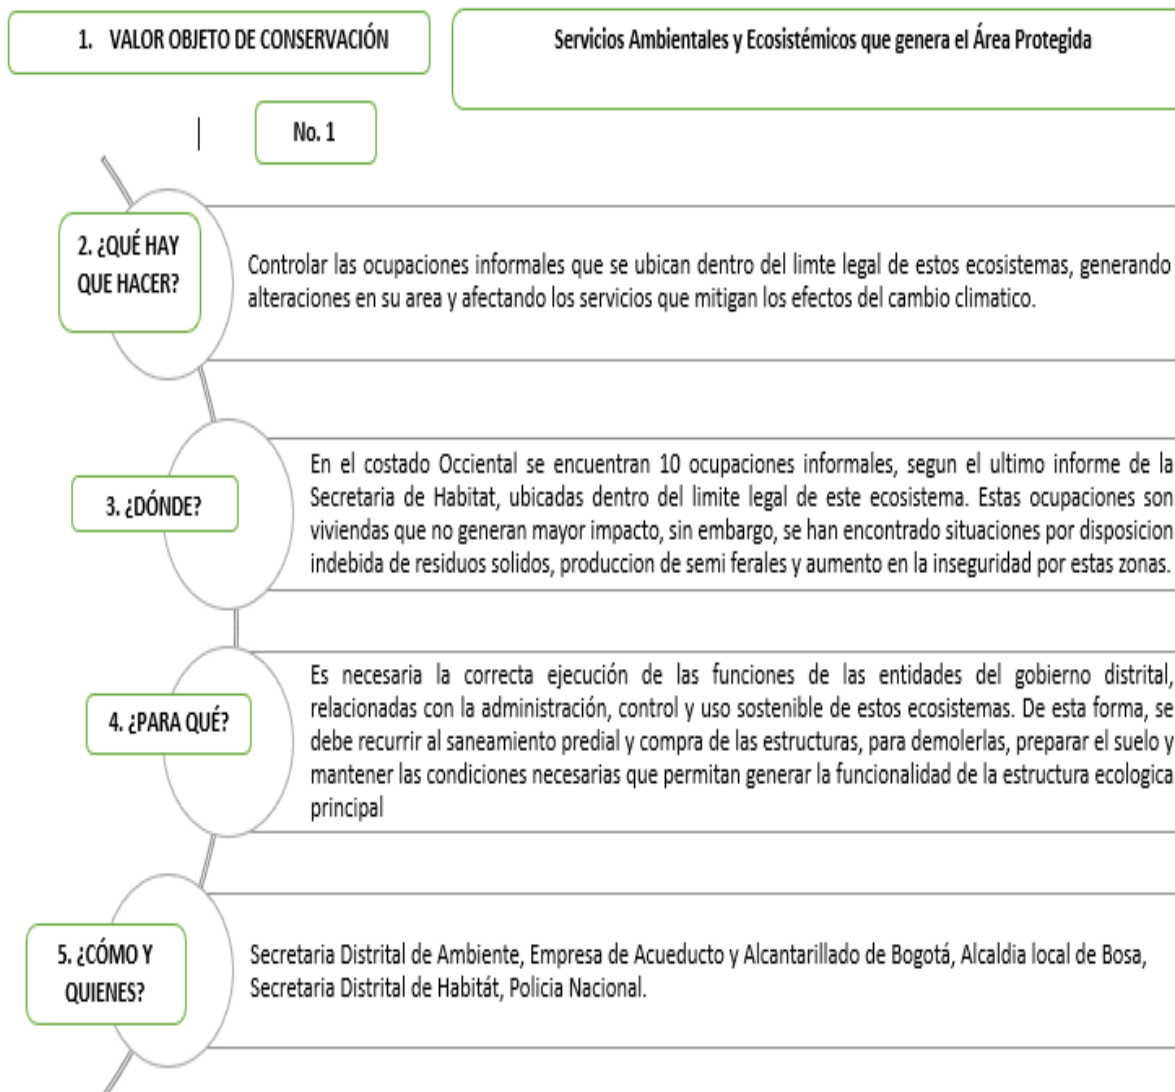 1. VALOR OBJETO DE CONSERVACIÓN
Servicios Ambientales y Ecosistémicos que genera el Área Protegida
No. 1
2. ¿QUÉ HAY
QUE HACER?
Controlar las ocupaciones informales que se ubican dentro del limte legal de estos ecosistemas, generando
alteraciones en su area y afectando los servicios que mitigan los efectos del cambio climatico.
3. ¿DÓNDE?
En el costado Occiental se encuentran 10 ocupaciones informales, segun el ultimo informe de la
Secretaria de Habitat, ubicadas dentro del limite legal de este ecosistema. Estas ocupaciones son
viviendas que no generan mayor impacto, sin embargo, se han encontrado situaciones por disposicion
indebida de residuos solidos, produccion de semi ferales y aumento en la inseguridad por estas zonas.
4. ¿PARA QUÉ?
Es necesaria la correcta ejecución de las funciones de las entidades del gobierno distrital,
relacionadas con la administración, control y uso sostenible de estos ecosistemas. De esta forma, se
debe recurrir al saneamiento predial y compra de las estructuras, para demolerlas, preparar el suelo y
mantener las condiciones necesarias que permitan generar la funcionalidad de la estructura ecologica
principal
5. ¿CÓMO Y
QUIENES?
Secretaria Distrital de Ambiente, Empresa de Acueducto y Alcantarillado de Bogotá, Alcaldia local de Bosa,
Secretaria Distrital de Habitát, Policia Nacional.